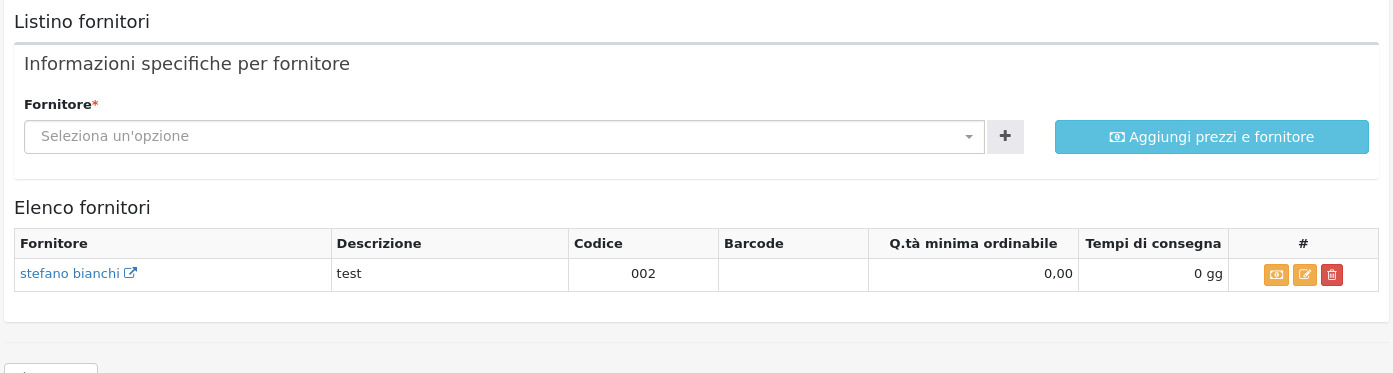 Listino fornitori
Informazioni specifiche per fornitore
Fornitore*
Seleziona un'opzione
Aggiungi prezzi e fornitore
Elenco fornitori
Fornitore Descrizione Codice Barcode Q.tà minima ordinabile Tempi di consegna #
stefano bianchi test 002 0,00 0 gg